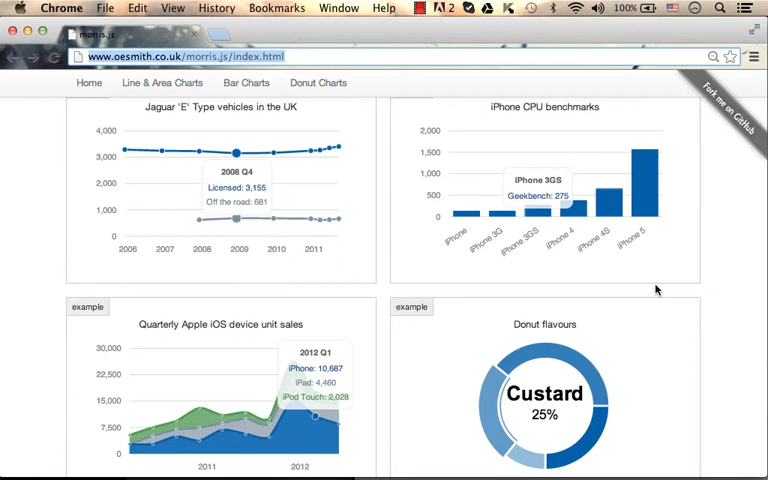 Chrome File Edit View History Bookmarks Window Help 2 100%
morris.js
www.oesmith.co.uk/morris.js/index.html
Home Line & Area Charts Bar Charts Donut Charts
Fork me on GitHub
Jaguar 'E' Type vehicles in the UK
4,000
3,000
2,000
1,000
0
2008 Q4
Licensed: 3,155
Off the road: 681
2006 2007 2008 2009 2010 2011
iPhone CPU benchmarks
2,000
1,500
1,000
500
0
iPhone 3GS
Geekbench: 275
iPhone iPhone 3G iPhone 3GS iPhone 4 iPhone 4S iPhone 5
example
Quarterly Apple iOS device unit sales
30,000
22,500
15,000
7,500
0
2012 Q1
iPhone: 10,687
iPad: 4,460
iPod Touch: 2,028
2011 2012
example
Donut flavours
Custard
25%